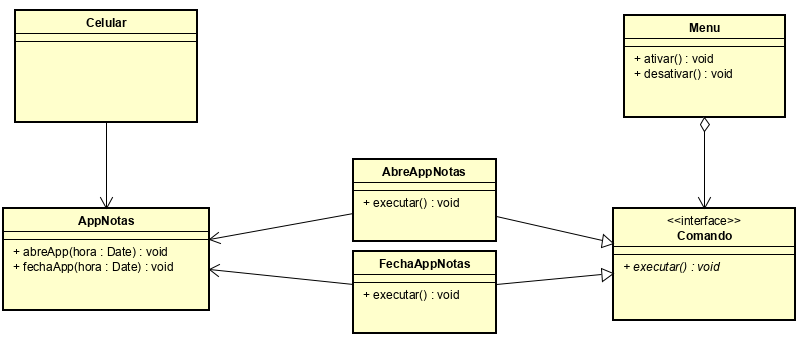 Celular
Menu
+ ativar() : void
+ desativar() : void
AbreAppNotas
+ executar() : void
AppNotas
+ abreApp(hora : Date) : void
+ fechaApp(hora : Date) : void
<<interface>>
Comando
+ executar() : void
FechaAppNotas
+ executar() : void